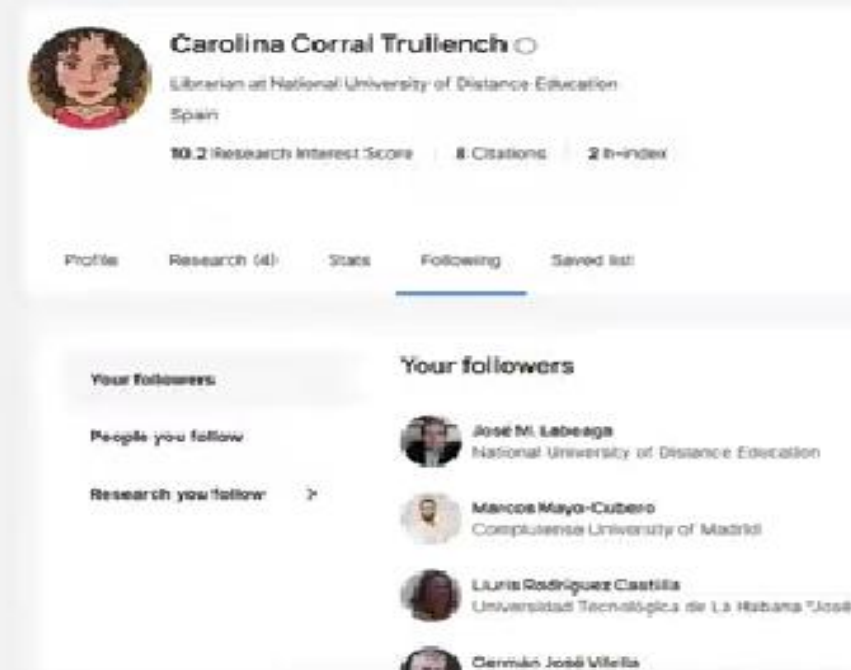 Carolina Corral Trullench
Librarian at National University of Distance Education
Spain
10.2 Research Interest Score
8 Citations
2 h-index
Profile
Research (4)
Stats
Following
Saved list
Your followers
People you follow
Research you follow >
Your followers
José M. Labeaga
National University of Distance Education
Marcos Mayo-Cubero
Complutense University of Madrid
Rodríguez Castilla
Universidad Tecnológica de La Habana "José
Germán José